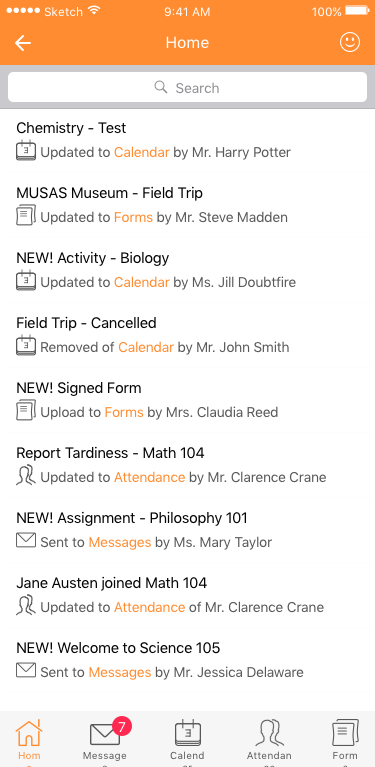 Sketch 9:41 AM 100%
Home
Search
Chemistry - Test
3 Updated to Calendar by Mr. Harry Potter
MUSAS Museum - Field Trip
Updated to Forms by Mr. Steve Madden
NEW! Activity - Biology
3 Updated to Calendar by Ms. Jill Doubtfire
Field Trip - Cancelled
3 Removed of Calendar by Mr. John Smith
NEW! Signed Form
Upload to Forms by Mrs. Claudia Reed
Report Tardiness - Math 104
Updated to Attendance by Mr. Clarence Crane
NEW! Assignment - Philosophy 101
Sent to Messages by Ms. Mary Taylor
Jane Austen joined Math 104
Updated to Attendance of Mr. Clarence Crane
NEW! Welcome to Science 105
Sent to Messages by Mr. Jessica Delaware
7 3
Hom Message Calend Attendan Form